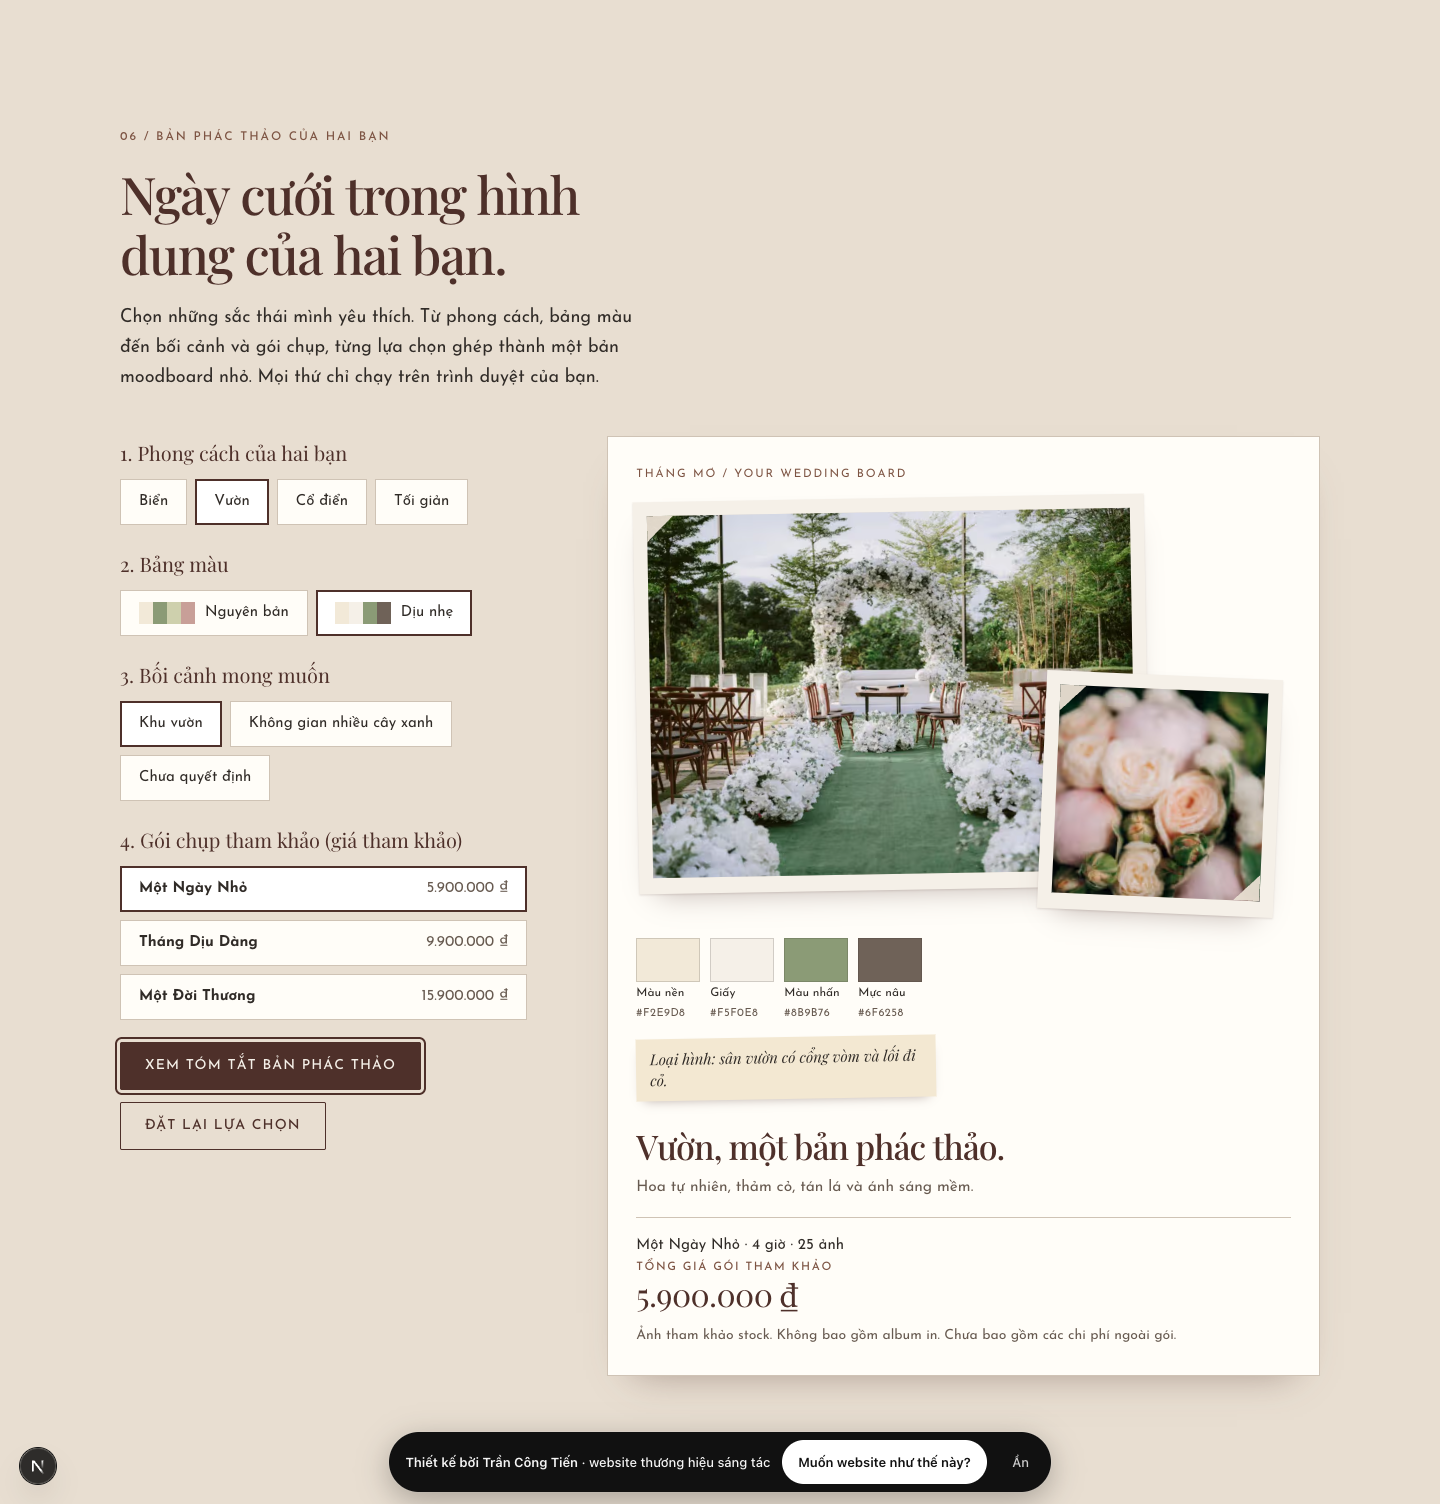 06 / BẢN PHÁC THẢO CỦA HAI BẠN
Ngày cưới trong hình
dung của hai bạn.
Chọn những sắc thái mình yêu thích. Từ phong cách, bảng màu
đến bối cảnh và gói chụp, từng lựa chọn ghép thành một bản
moodboard nhỏ. Mọi thứ chỉ chạy trên trình duyệt của bạn.
1. Phong cách của hai bạn
Biển
Vườn
Cổ điển
Tối giản
2. Bảng màu
Nguyên bản
Dịu nhẹ
3. Bối cảnh mong muốn
Khu vườn
Không gian nhiều cây xanh
Chưa quyết định
4. Gói chụp tham khảo (giá tham khảo)
Một Ngày Nhỏ 5.900.000 ₫
Tháng Dịu Dàng 9.900.000 ₫
Một Đời Thương 15.900.000 ₫
XEM TÓM TẮT BẢN PHÁC THẢO
ĐẶT LẠI LỰA CHỌN
THÁNG MƠ / YOUR WEDDING BOARD
Màu nền
Giấy
Màu nhấn
Mực nâu
#F2E9D8
#F5F0E8
#8B9B76
#6F6258
Loại hình: sân vườn có cổng vòm và lối đi
cỏ.
Vườn, một bản phác thảo.
Hoa tự nhiên, thảm cỏ, tán lá và ánh sáng mềm.
Một Ngày Nhỏ · 4 giờ · 25 ảnh
TỔNG GIÁ GÓI THAM KHẢO
5.900.000 ₫
Ảnh tham khảo stock. Không bao gồm album in. Chưa bao gồm các chi phí ngoài gói.
N
Thiết kế bởi Trần Công Tiến · website thương hiệu sáng tác
Muốn website như thế này?
Ẩn